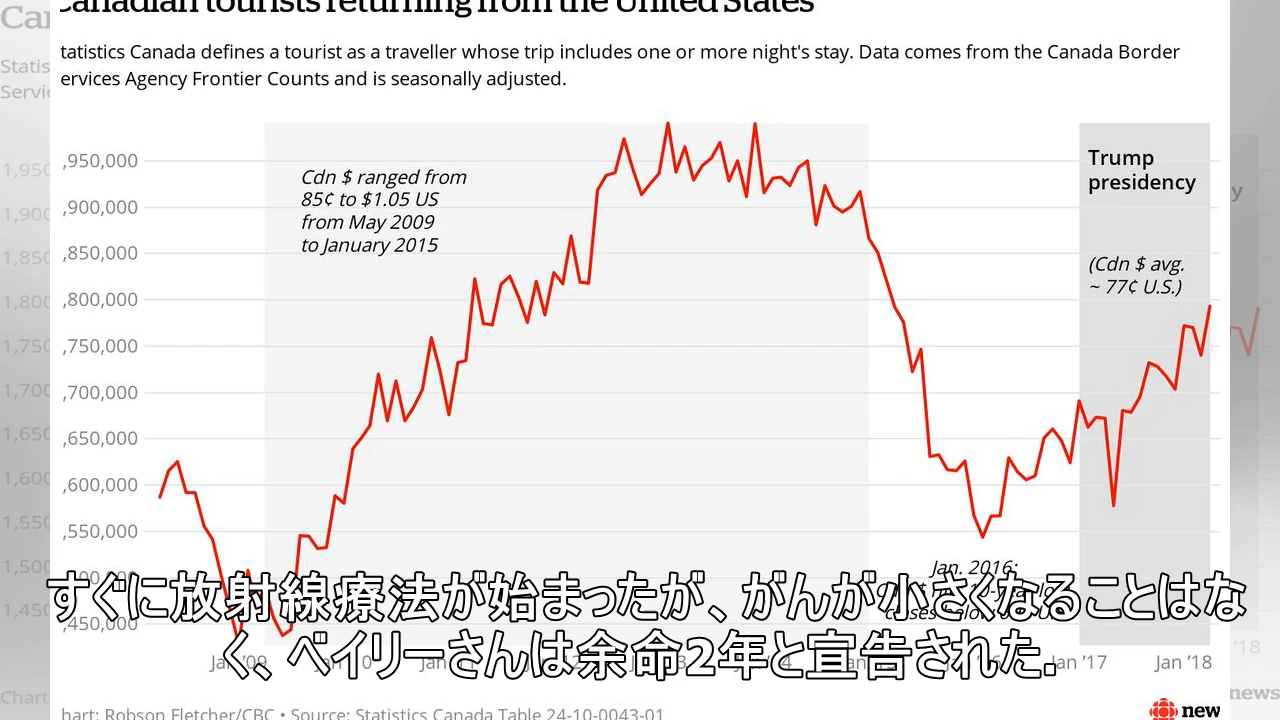 Canadian tourists returning from the United States
tatistics Canada defines a tourist as a traveller whose trip includes one or more night's stay. Data comes from the Canada Border
ervices Agency Frontier Counts and is seasonally adjusted.
,950,000
,900,000
,850,000
,800,000
,750,000
,700,000
,650,000
,600,000
,550,000
,450,000
Cdn $ ranged from
85¢ to $1.05 US
from May 2009
to January 2015
Trump
presidency
(Cdn $ avg.
~ 77¢ U.S.)
Jan. 2016:
すぐに放射線療法が始まったが、がんが小さくなることはな
く、ベイリーさんは余命2年と宣告された.
Jan '17
Jan '18
hart: Robson Fletcher/CBC • Source: Statistics Canada Table 24-10-0043-01
new